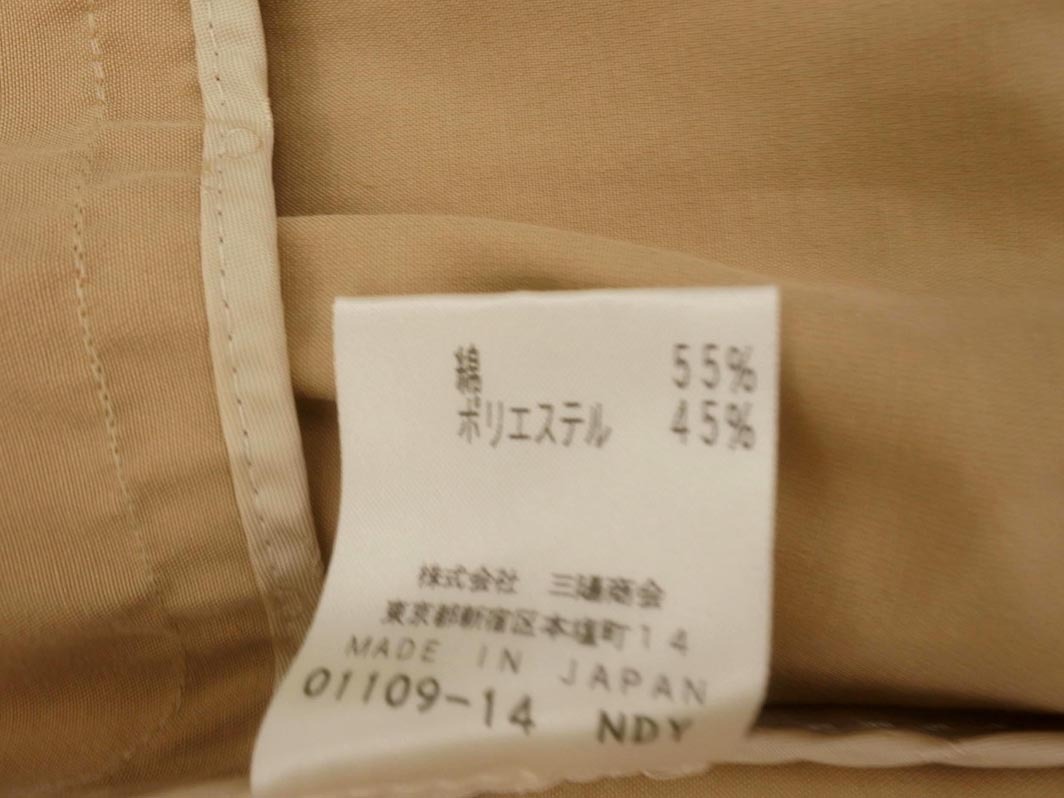 綿 55%
ポリエステル 45%
株式会社 三陽商会
東京都新宿区本塩町14
MADE IN JAPAN
01109-14 NDY